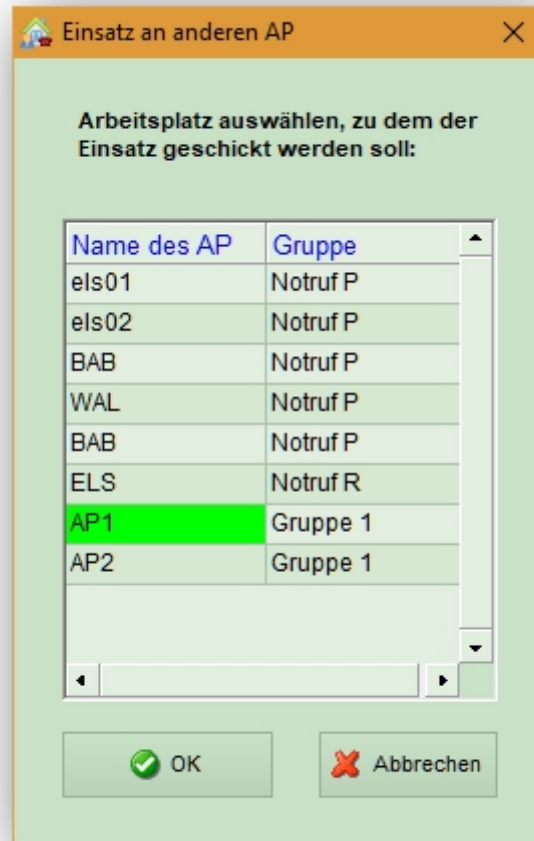 Einsatz an anderen AP
Arbeitsplatz auswählen, zu dem der
Einsatz geschickt werden soll:
Name des AP Gruppe
els01 Notruf P
els02 Notruf P
BAB Notruf P
WAL Notruf P
BAB Notruf P
ELS Notruf R
AP1 Gruppe 1
AP2 Gruppe 1
OK Abbrechen